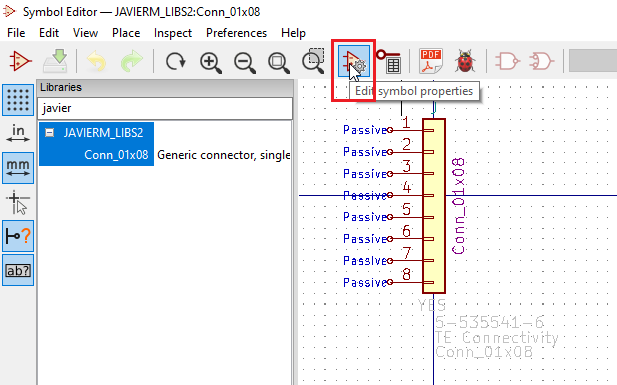 Symbol Editor — JAVIERM_LIBS2:Conn_01x08
File Edit View Place Inspect Preferences Help
PDF
Edit symbol properties
Libraries
javier
in
JAVIERM_LIBS2
Conn_01x08 Generic connector, single
mm
ab?
Passive 1
Passive 2
Passive 3
Passive 4
Passive 5
Passive 6
Passive 7
Passive 8
Conn_01x08
YES
5-535541-6
TE Connectivity
Conn_01x08